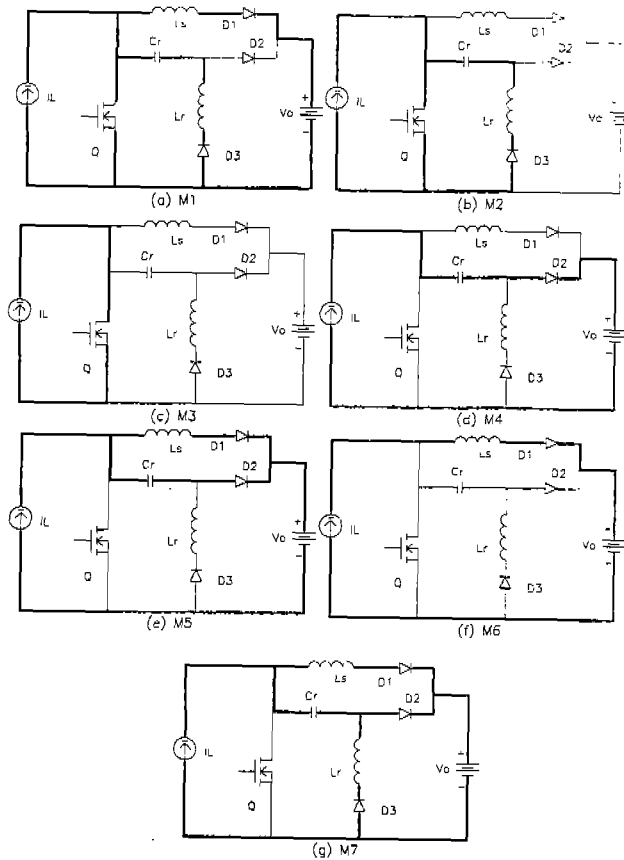 Ls D1
Cr D2
IL Lr Vo + -
Q D3
(a) M1
Ls D1
Cr D2
IL Lr Vc + -
Q D3
(b) M2
Ls D1
Cr D2
IL Lr Vo + -
Q D3
(c) M3
Ls D1
Cr D2
IL Lr Vo + -
Q D3
(d) M4
Ls D1
Cr D2
IL Lr Vo + -
Q D3
(e) M5
Ls D1
Cr D2
IL Lr Vo + -
Q D3
(f) M6
Ls D1
Cr D2
IL Lr Vo + -
Q D3
(g) M7